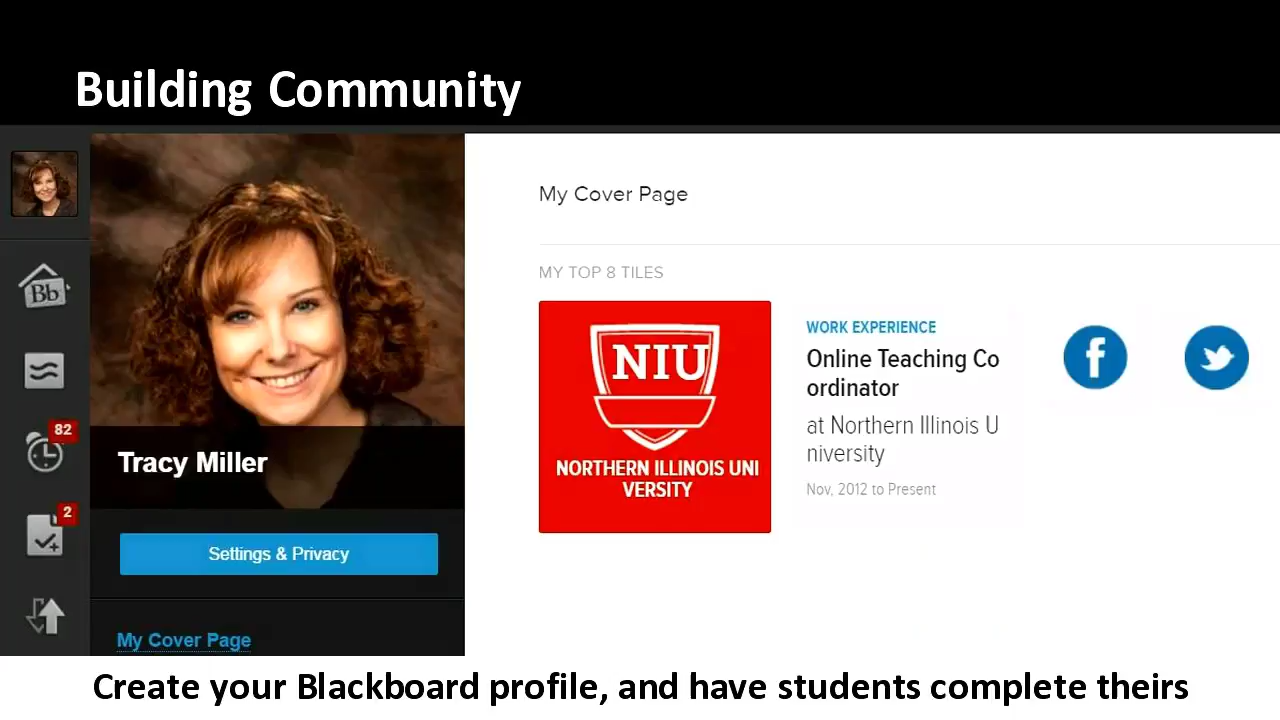 Building Community
My Cover Page
MY TOP 8 TILES
Bb
NIU
NORTHERN ILLINOIS UNI
VERSITY
WORK EXPERIENCE
Online Teaching Co
ordinator
at Northern Illinois U
niversity
Nov, 2012 to Present
f
82
2
Tracy Miller
Settings & Privacy
My Cover Page
Create your Blackboard profile, and have students complete theirs